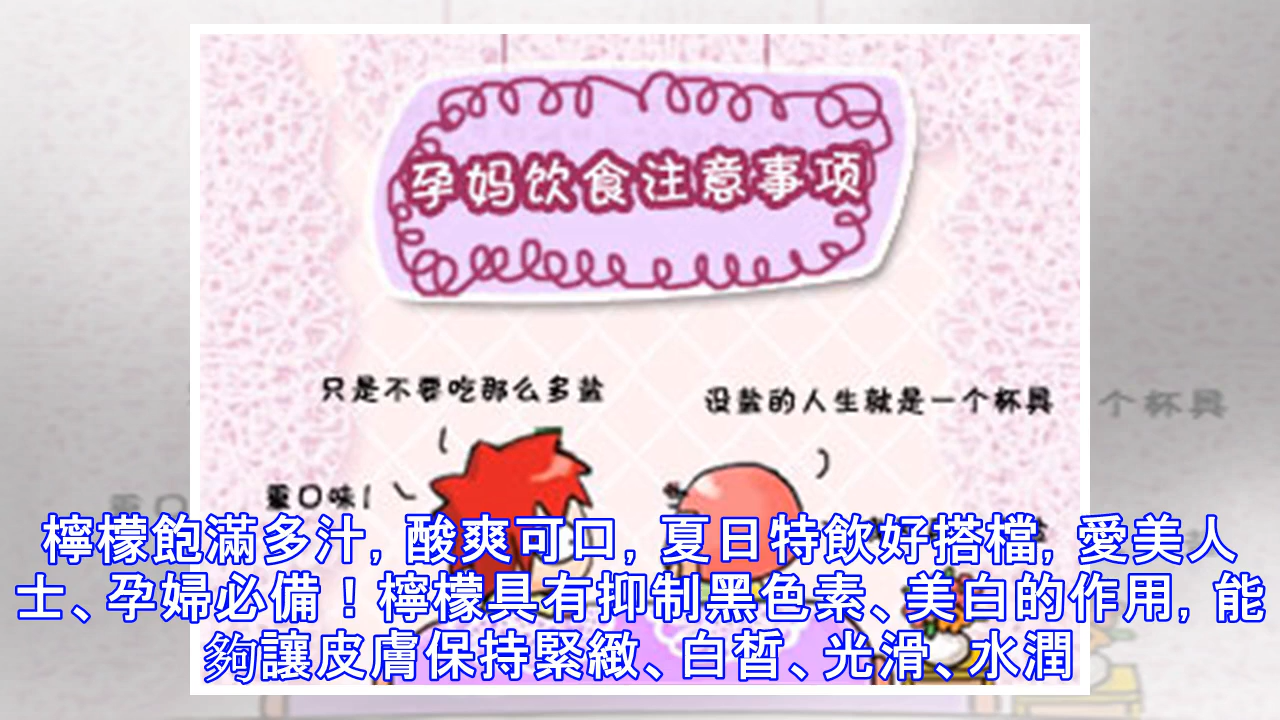 孕妈饮食注意事项
只是不要吃那么多盐
设盐的人生就是一个杯具
个杯具
重口味!
檸檬飽滿多汁, 酸爽可口, 夏日特飲好搭檔, 愛美人
士、孕婦必備！檸檬具有抑制黑色素、美白的作用, 能
夠讓皮膚保持緊緻、白皙、光滑、水潤